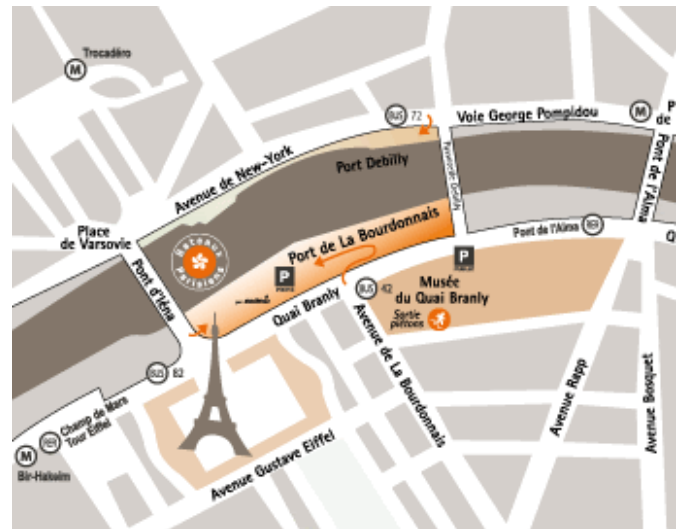 Trocadéro
M
BUS 72
Voie George Pompidou
M
P
de
Avenue de New-York
Port Debilly
Passerelle Debilly
Pont de l'Alma
Place
de Varsovie
Bateaux
Parisiens
Port de La Bourdonnais
Pont de l'Alma RER
Q
Pont d'Iéna
P
P
Musée
du Quai Branly
Quai Branly
BUS 42
Sortie
piétons
BUS 82
Avenue de La Bourdonnais
Avenue Rapp
Avenue Bosquet
RER Champ de Mars
Tour Eiffel
M
Bir-Hakeim
Avenue Gustave Eiffel